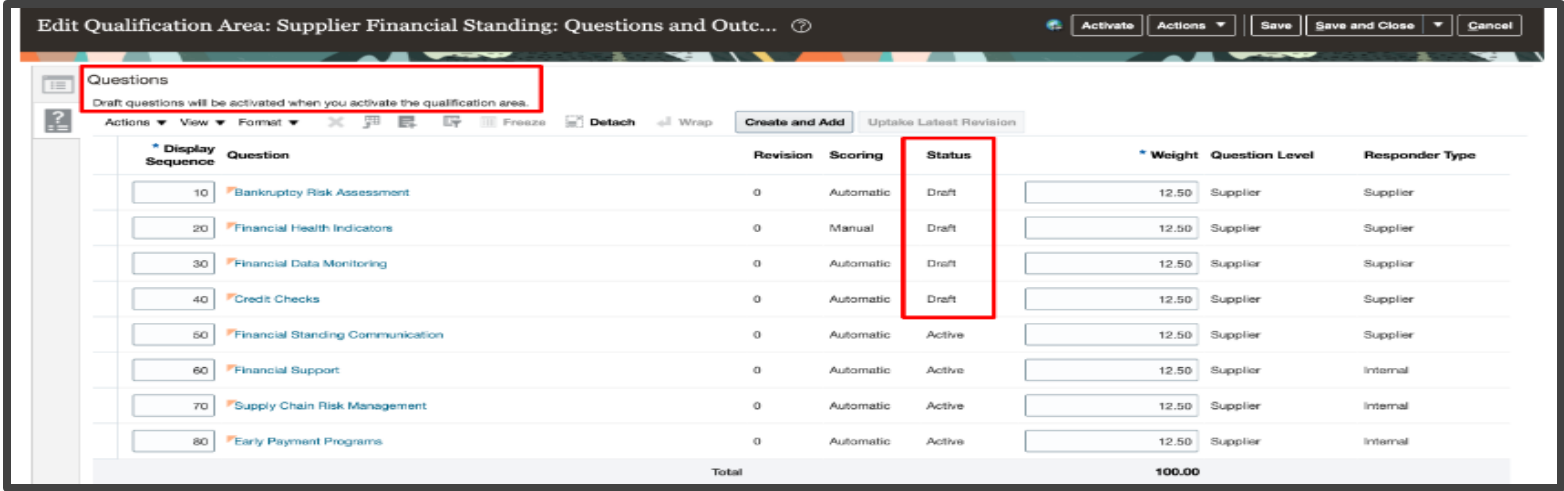 Edit Qualification Area: Supplier Financial Standing: Questions and Outc... ?
Activate Actions Save Save and Close Cancel
Questions
Draft questions will be activated when you activate the qualification area.
Actions View Format Freeze Detach Wrap Create and Add Uptake Latest Revision
* Display Sequence Question Revision Scoring Status * Weight Question Level Responder Type
10 Bankruptcy Risk Assessment 0 Automatic Draft 12.50 Supplier Supplier
20 Financial Health Indicators 0 Manual Draft 12.50 Supplier Supplier
30 Financial Data Monitoring 0 Automatic Draft 12.50 Supplier Supplier
40 Credit Checks 0 Automatic Draft 12.50 Supplier Supplier
50 Financial Standing Communication 0 Automatic Active 12.50 Supplier Supplier
60 Financial Support 0 Automatic Active 12.50 Supplier Internal
70 Supply Chain Risk Management 0 Automatic Active 12.50 Supplier Internal
80 Early Payment Programs 0 Automatic Active 12.50 Supplier Internal
Total 100.00